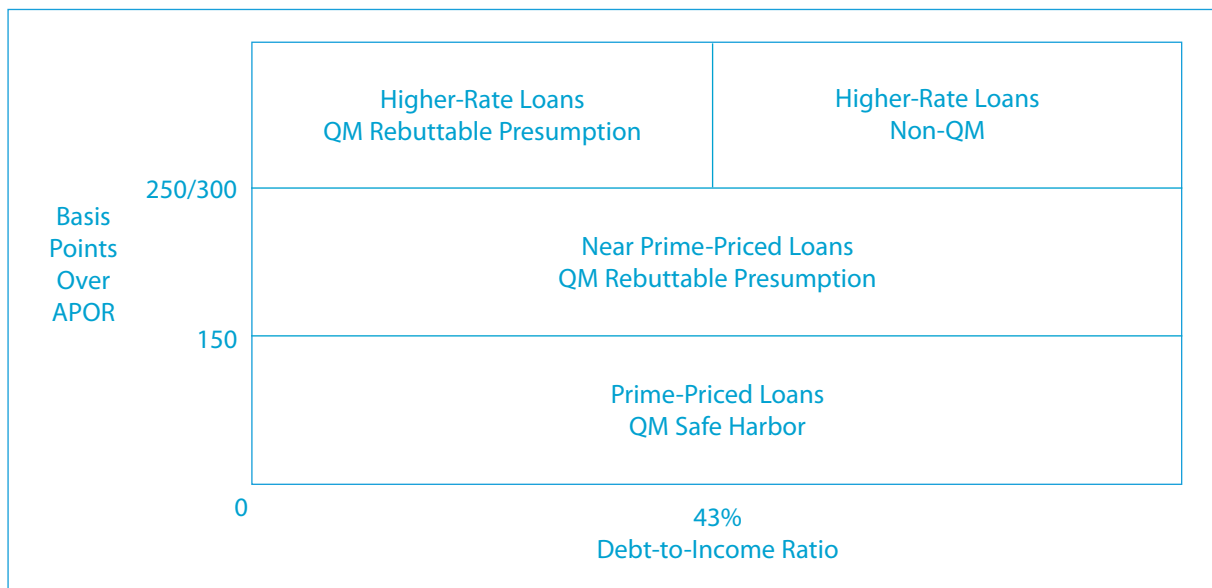 Higher-Rate Loans
QM Rebuttable Presumption
Higher-Rate Loans
Non-QM
250/300
Basis
Points
Over
APOR
Near Prime-Priced Loans
QM Rebuttable Presumption
150
Prime-Priced Loans
QM Safe Harbor
0
43%
Debt-to-Income Ratio